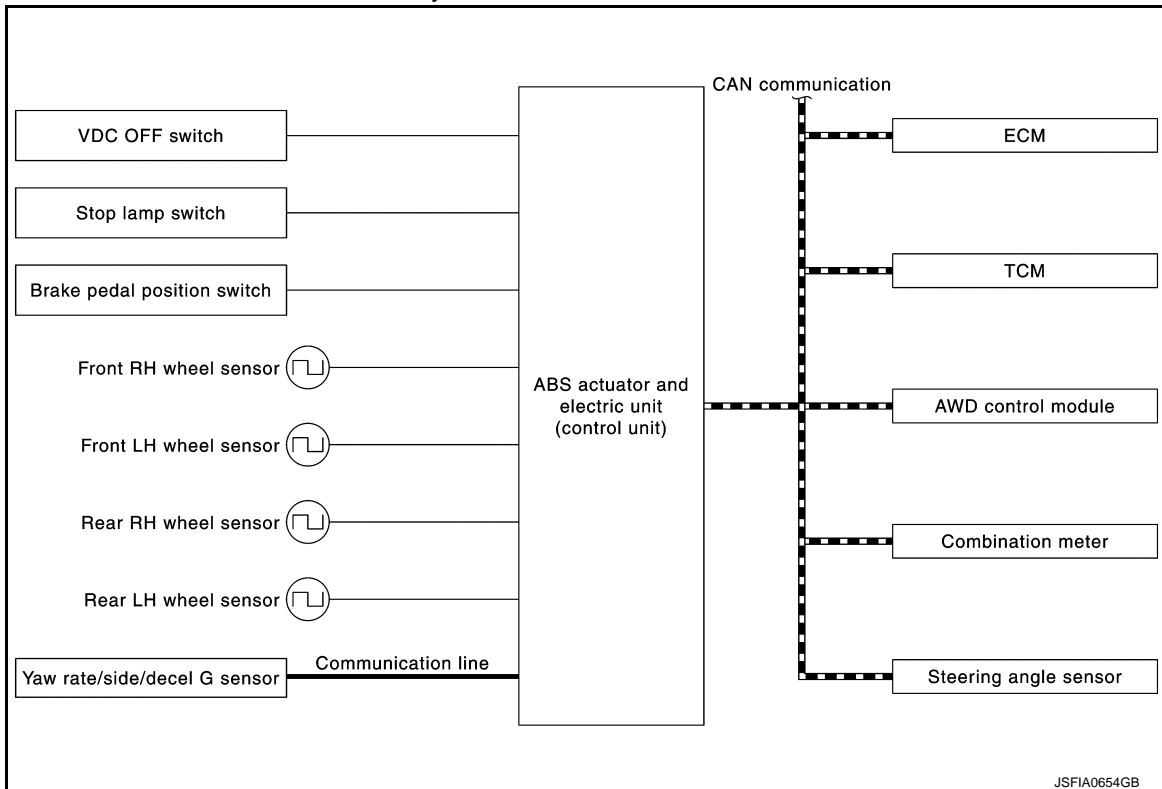 VDC OFF switch
Stop lamp switch
Brake pedal position switch
Front RH wheel sensor
Front LH wheel sensor
Rear RH wheel sensor
Rear LH wheel sensor
Yaw rate/side/decel G sensor
Communication line
ABS actuator and
electric unit
(control unit)
CAN communication
ECM
TCM
AWD control module
Combination meter
Steering angle sensor
JSFIA0654GB